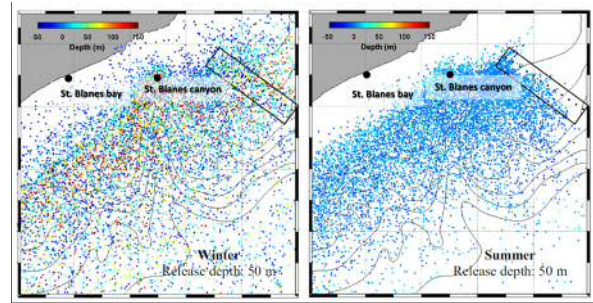 -50 0 50 100 150
Depth (m)
St. Blanes bay
St. Blanes canyon
Winter
Release depth: 50 m
-50 0 50 100 150
Depth (m)
St. Blanes bay
St. Blanes canyon
Summer
Release depth: 50 m